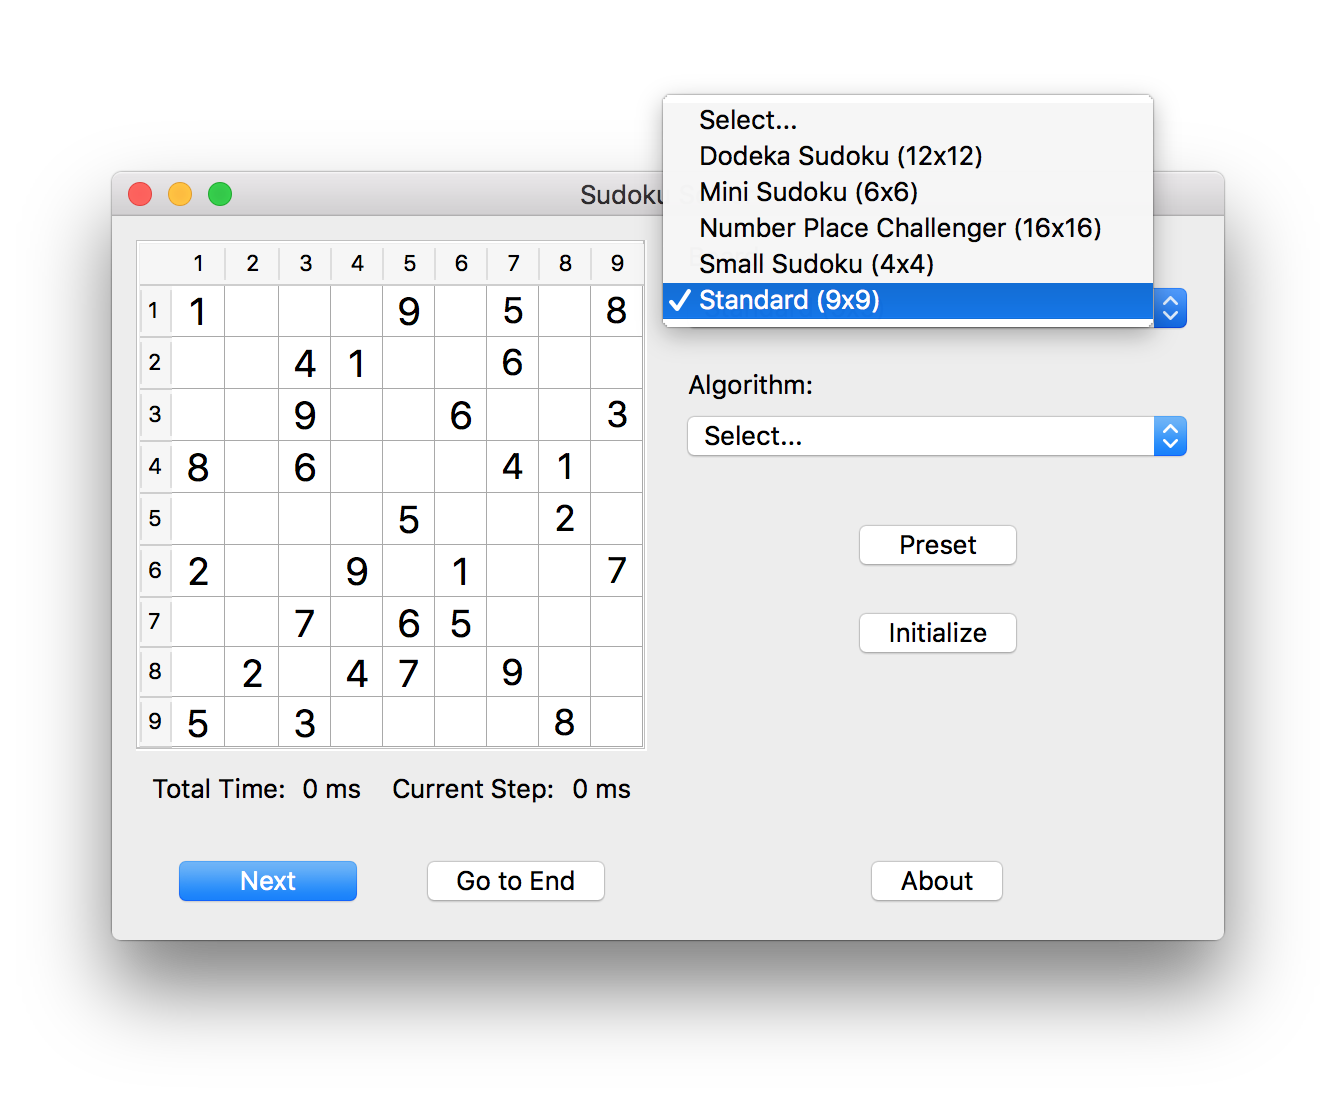 Select...
Dodeka Sudoku (12x12)
Mini Sudoku (6x6)
Number Place Challenger (16x16)
Small Sudoku (4x4)
✓ Standard (9x9)
Sudoku
1 2 3 4 5 6 7 8 9
1 1 9 5 8
2 4 1 6
3 9 6 3
4 8 6 4 1
5 5 2
6 2 9 1 7
7 7 6 5
8 2 4 7 9
9 5 3 8
Algorithm:
Select...
Preset
Initialize
Total Time: 0 ms Current Step: 0 ms
Next Go to End About